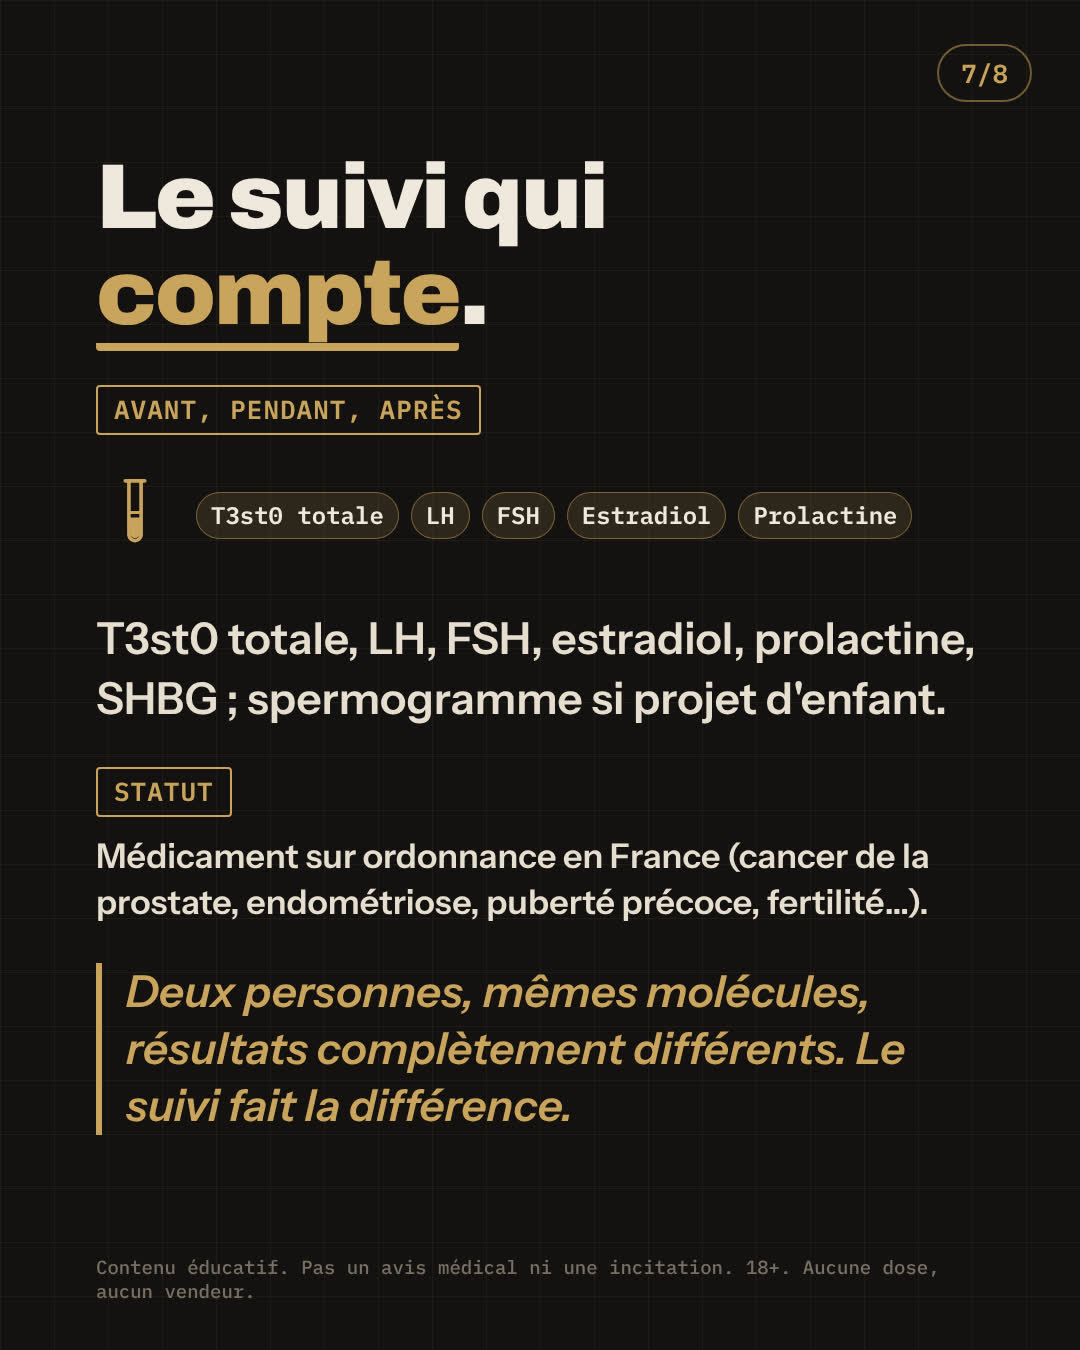 7/8
Le suivi qui
compte.
AVANT, PENDANT, APRÈS
T3st0 totale LH FSH Estradiol Prolactine
T3st0 totale, LH, FSH, estradiol, prolactine,
SHBG ; spermogramme si projet d'enfant.
STATUT
Médicament sur ordonnance en France (cancer de la
prostate, endométriose, puberté précoce, fertilité...).
Deux personnes, mêmes molécules,
résultats complètement différents. Le
suivi fait la différence.
Contenu éducatif. Pas un avis médical ni une incitation. 18+. Aucune dose,
aucun vendeur.